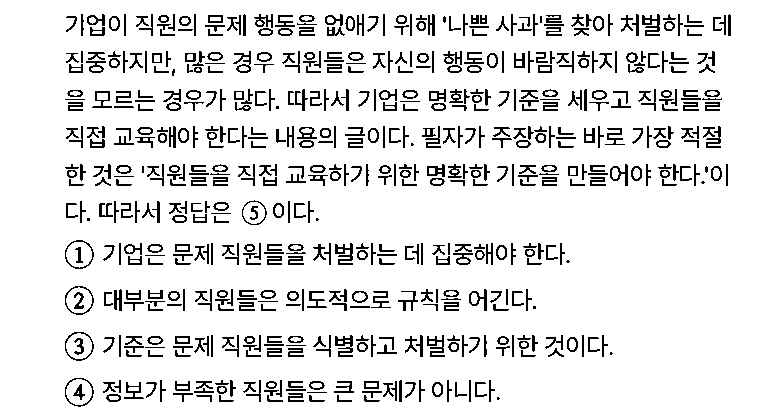 기업이 직원의 문제 행동을 없애기 위해 '나쁜 사과'를 찾아 처벌하는 데
집중하지만, 많은 경우 직원들은 자신의 행동이 바람직하지 않다는 것
을 모르는 경우가 많다. 따라서 기업은 명확한 기준을 세우고 직원들을
직접 교육해야 한다는 내용의 글이다. 필자가 주장하는 바로 가장 적절
한 것은 '직원들을 직접 교육하기 위한 명확한 기준을 만들어야 한다.'이
다. 따라서 정답은 ⑤이다.
① 기업은 문제 직원들을 처벌하는 데 집중해야 한다.
② 대부분의 직원들은 의도적으로 규칙을 어긴다.
③ 기준은 문제 직원들을 식별하고 처벌하기 위한 것이다.
④ 정보가 부족한 직원들은 큰 문제가 아니다.